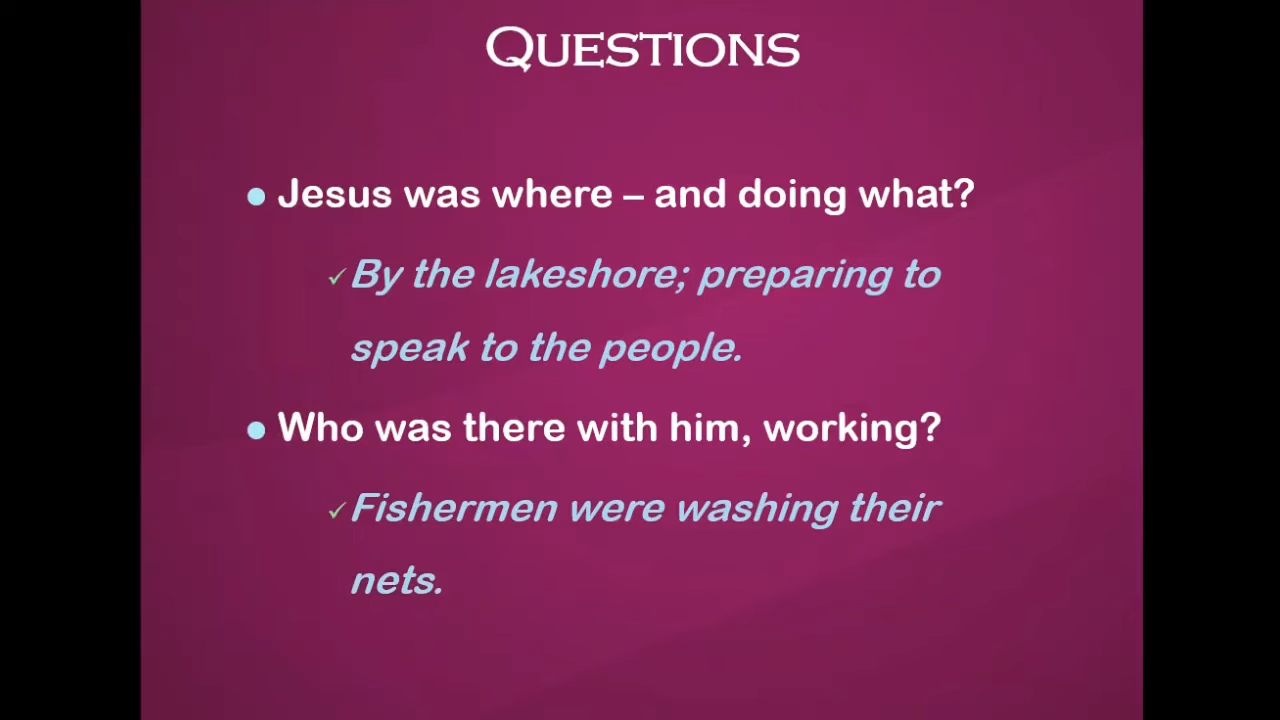 Questions
Jesus was where – and doing what?
By the lakeshore; preparing to
speak to the people.
Who was there with him, working?
Fishermen were washing their
nets.